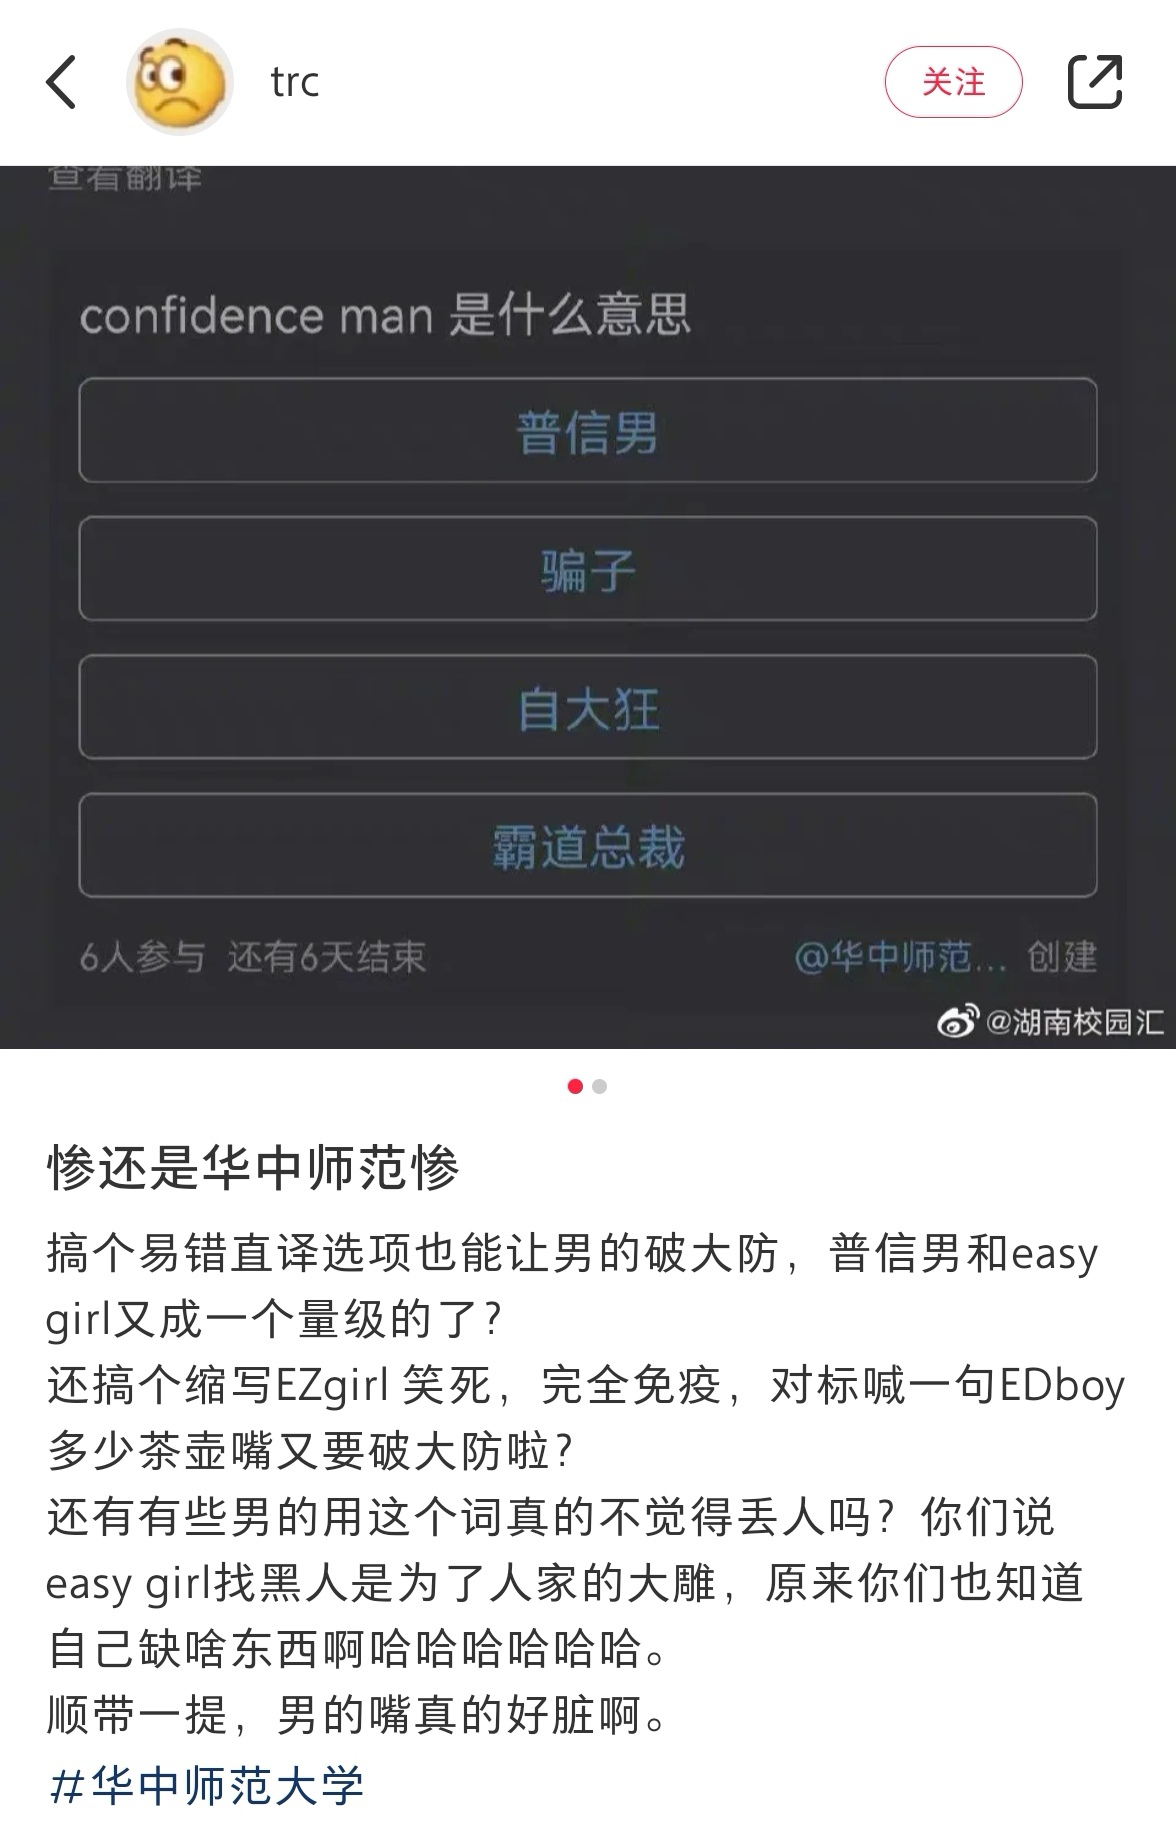 trc
关注
查看翻译
confidence man 是什么意思
普信男
骗子
自大狂
霸道总裁
6人参与 还有6天结束 @华中师范... 创建
@湖南校园汇
惨还是华中师范惨
搞个易错直译选项也能让男的破大防，普信男和easy
girl又成一个量级的了？
还搞个缩写EZgirl 笑死，完全免疫，对标喊一句EDboy
多少茶壶嘴又要破大防啦？
还有有些男的用这个词真的不觉得丢人吗？你们说
easy girl找黑人是为了人家的大雕，原来你们也知道
自己缺啥东西啊哈哈哈哈哈哈。
顺带一提，男的嘴真的好脏啊。
#华中师范大学